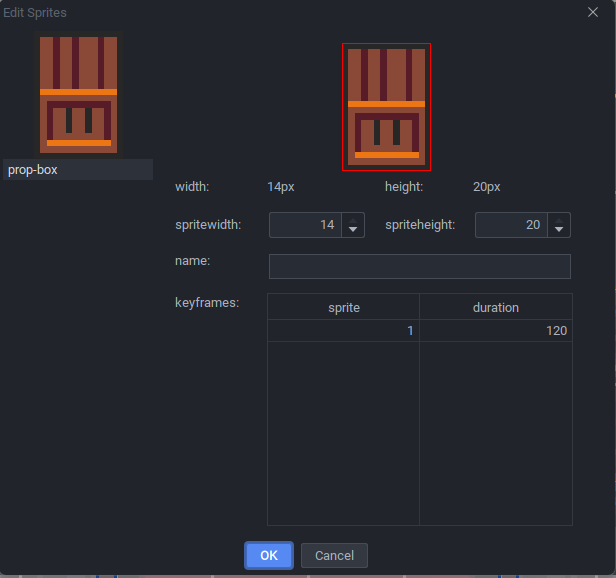 Edit Sprites
prop-box
width: 14px height: 20px
spritewidth: 14 spriteheight: 20
name:
keyframes: sprite duration
1 120
OK Cancel